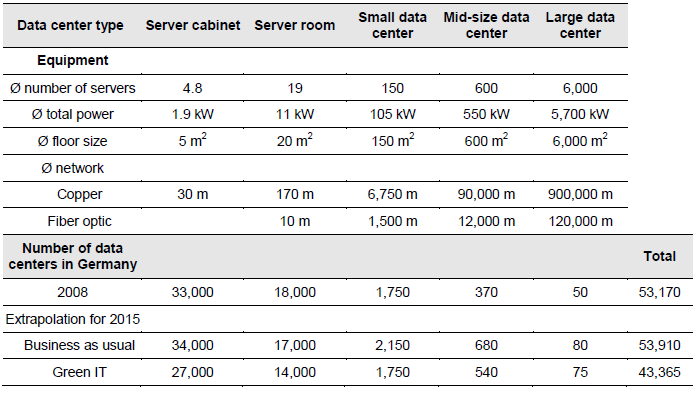 Data center type Server cabinet Server room Small data center Mid-size data center Large data center
Equipment
Ø number of servers 4.8 19 150 600 6,000
Ø total power 1.9 kW 11 kW 105 kW 550 kW 5,700 kW
Ø floor size 5 m² 20 m² 150 m² 600 m² 6,000 m²
Ø network
Copper 30 m 170 m 6,750 m 90,000 m 900,000 m
Fiber optic 10 m 1,500 m 12,000 m 120,000 m
Number of data centers in Germany Total
2008 33,000 18,000 1,750 370 50 53,170
Extrapolation for 2015
Business as usual 34,000 17,000 2,150 680 80 53,910
Green IT 27,000 14,000 1,750 540 75 43,365